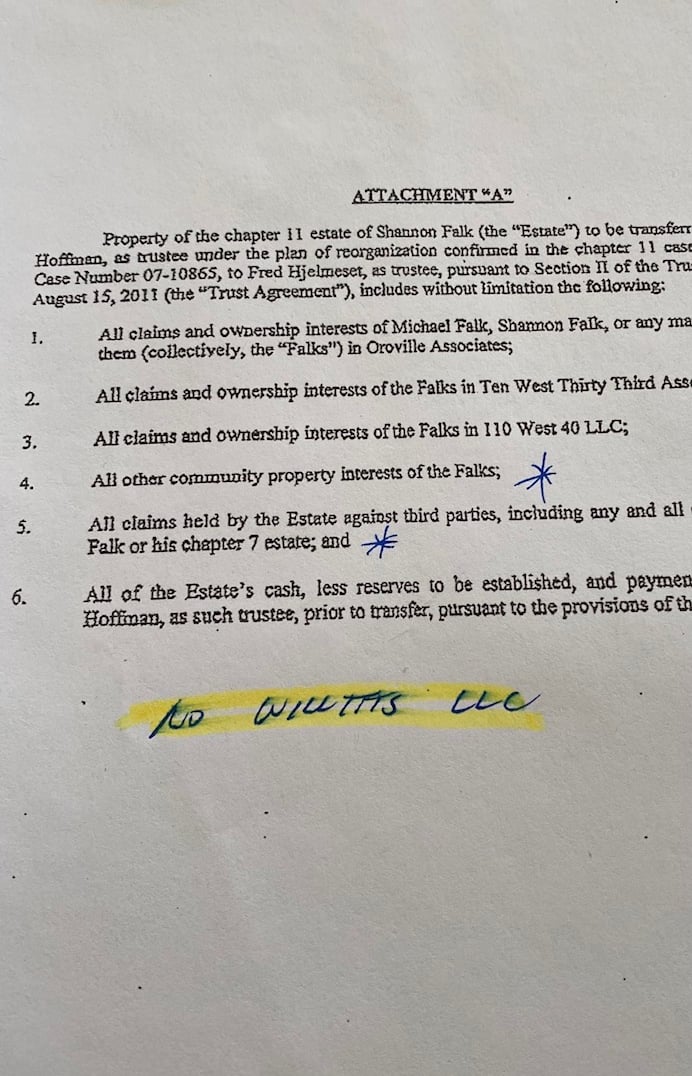 ATTACHMENT "A"
Property of the chapter 11 estate of Shannon Falk (the "Estate") to be transferr
Hoffman, as trustee under the plan of reorganization confirmed in the chapter 11 case
Case Number 07-10865, to Fred Hjelmeset, as trustee, pursuant to Section II of the Tru
August 15, 2011 (the "Trust Agreement"), includes without limitation the following:
1. All claims and ownership interests of Michael Falk, Shannon Falk, or any ma
them (collectively, the "Falks") in Oroville Associates;
2. All claims and ownership interests of the Falks in Ten West Thirty Third Asso
3. All claims and ownership interests of the Falks in 110 West 40 LLC;
4. All other community property interests of the Falks;
5. All claims held by the Estate against third parties, including any and all
Falk or his chapter 7 estate; and
6. All of the Estate's cash, less reserves to be established, and paymen
Hoffman, as such trustee, prior to transfer, pursuant to the provisions of th
NO WILLITS LLC